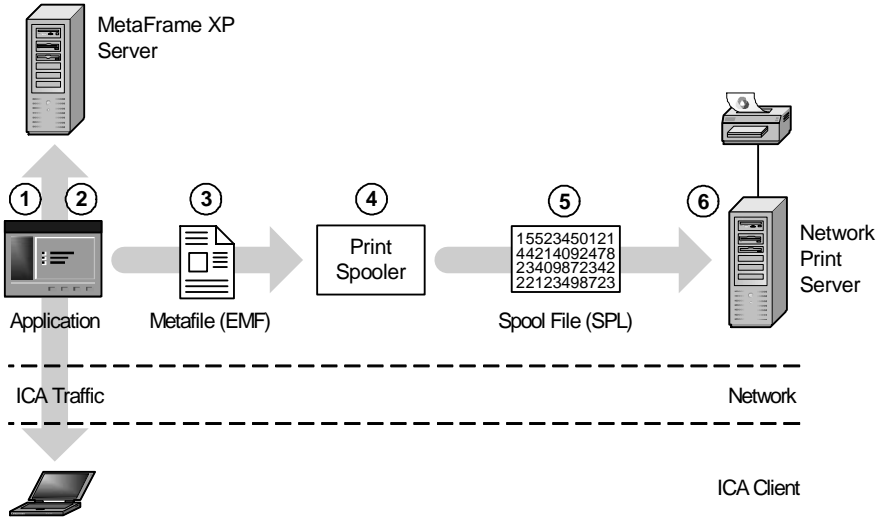 MetaFrame XP
Server
1
2
3
4
5
6
Print
Spooler
15523450121
44214092478
23409872342
22123498723
Network
Print
Server
Application
Metafile (EMF)
Spool File (SPL)
ICA Traffic
Network
ICA Client